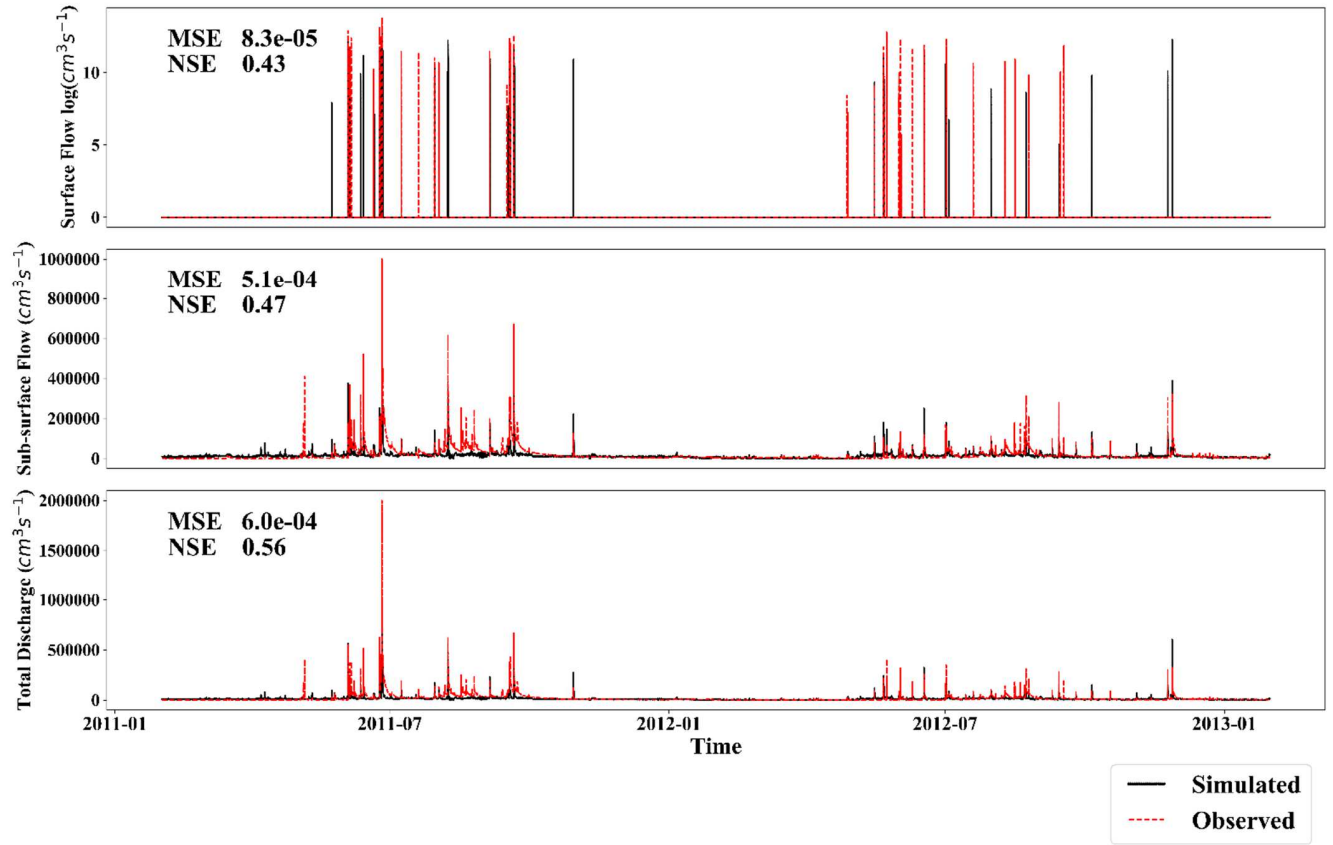 Surface Flow log(cm³s⁻¹)
10
5
0
MSE 8.3e-05
NSE 0.43
Sub-surface Flow (cm³s⁻¹)
1000000
800000
600000
400000
200000
0
MSE 5.1e-04
NSE 0.47
Total Discharge (cm³s⁻¹)
2000000
1500000
1000000
500000
0
MSE 6.0e-04
NSE 0.56
2011-01 2011-07 2012-01 2012-07 2013-01
Time
Simulated
Observed